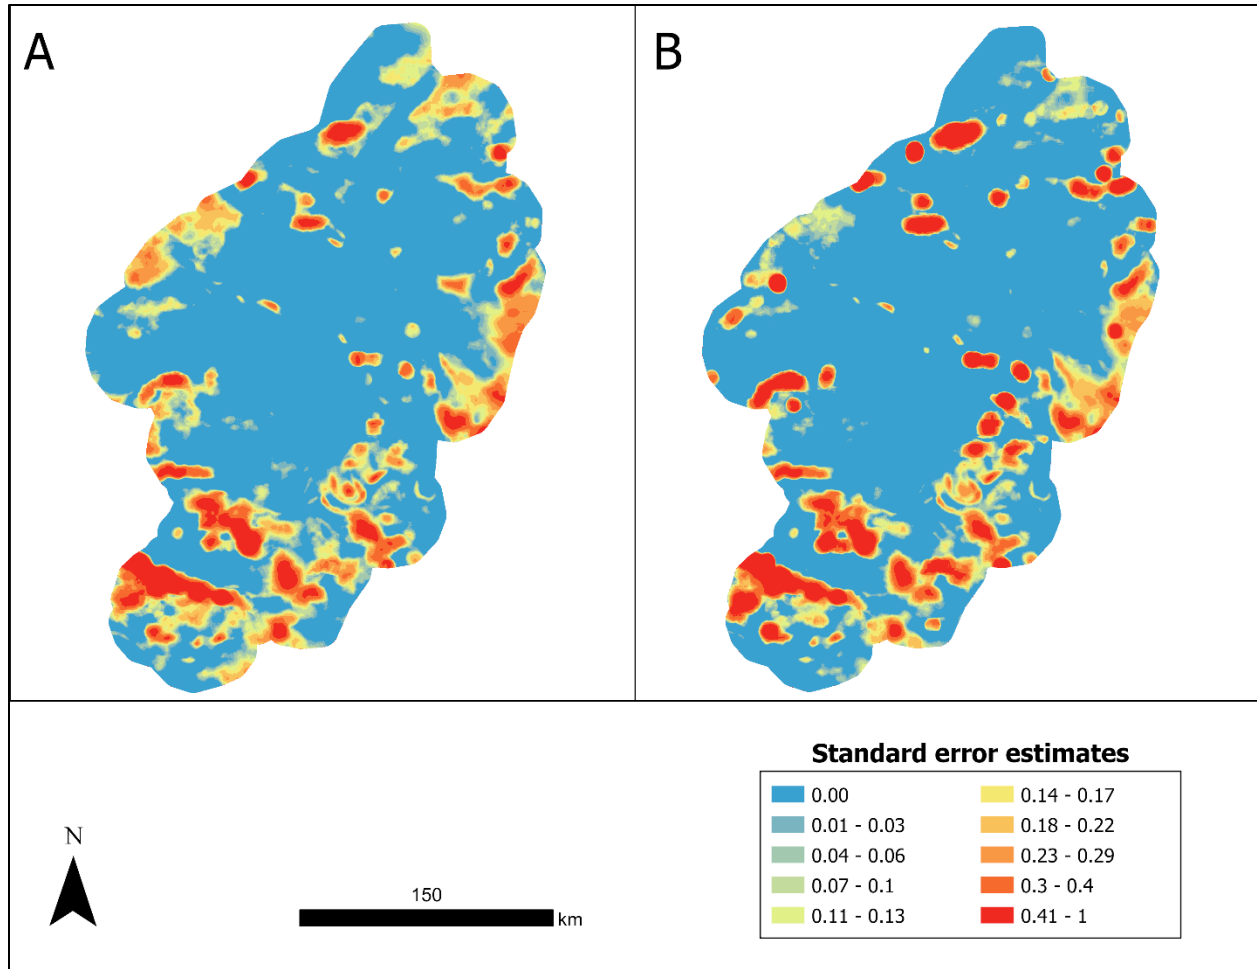 A
B
Standard error estimates
0.00
0.01 - 0.03
0.04 - 0.06
0.07 - 0.1
0.11 - 0.13
0.14 - 0.17
0.18 - 0.22
0.23 - 0.29
0.3 - 0.4
0.41 - 1
N
150
km